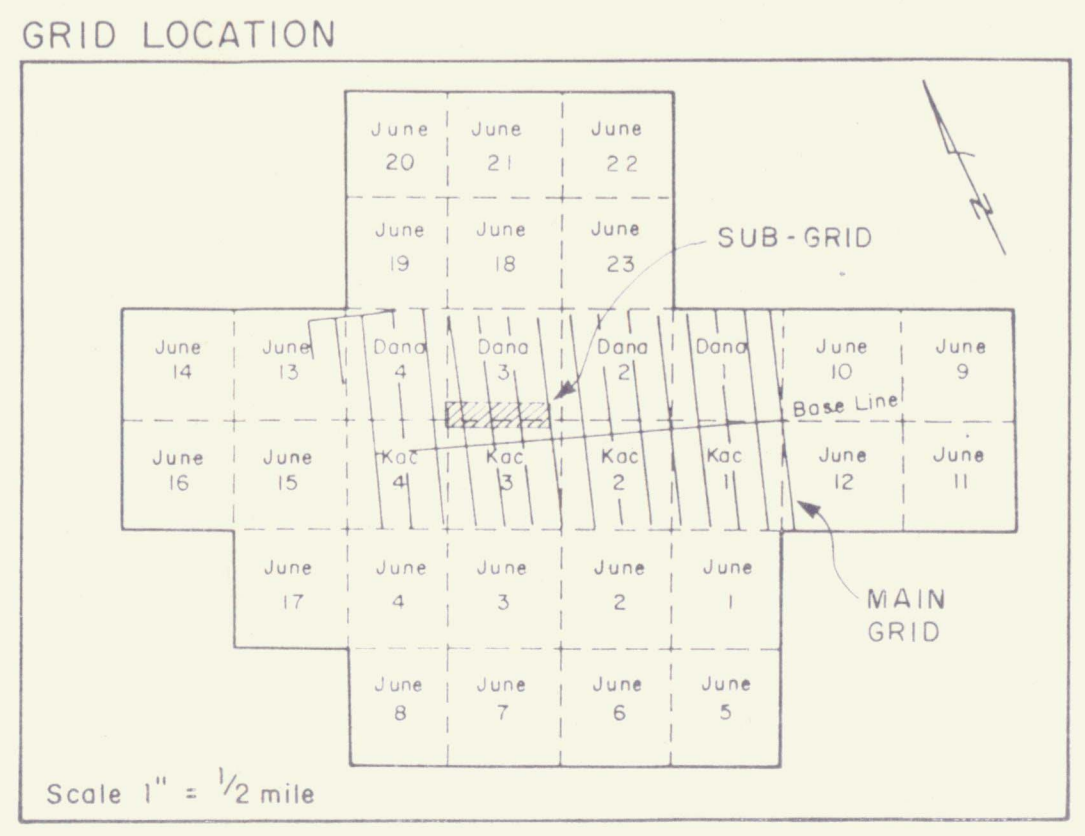 GRID LOCATION
June 20
June 21
June 22
June 19
June 18
June 23
SUB-GRID
N
June 14
June 13
Dana 4
Dana 3
Dana 2
Dana 1
June 10
June 9
Base Line
June 16
June 15
Kac 4
Kac 3
Kac 2
Kac 1
June 12
June 11
June 17
June 4
June 3
June 2
June 1
MAIN
GRID
June 8
June 7
June 6
June 5
Scale 1" = 1/2 mile